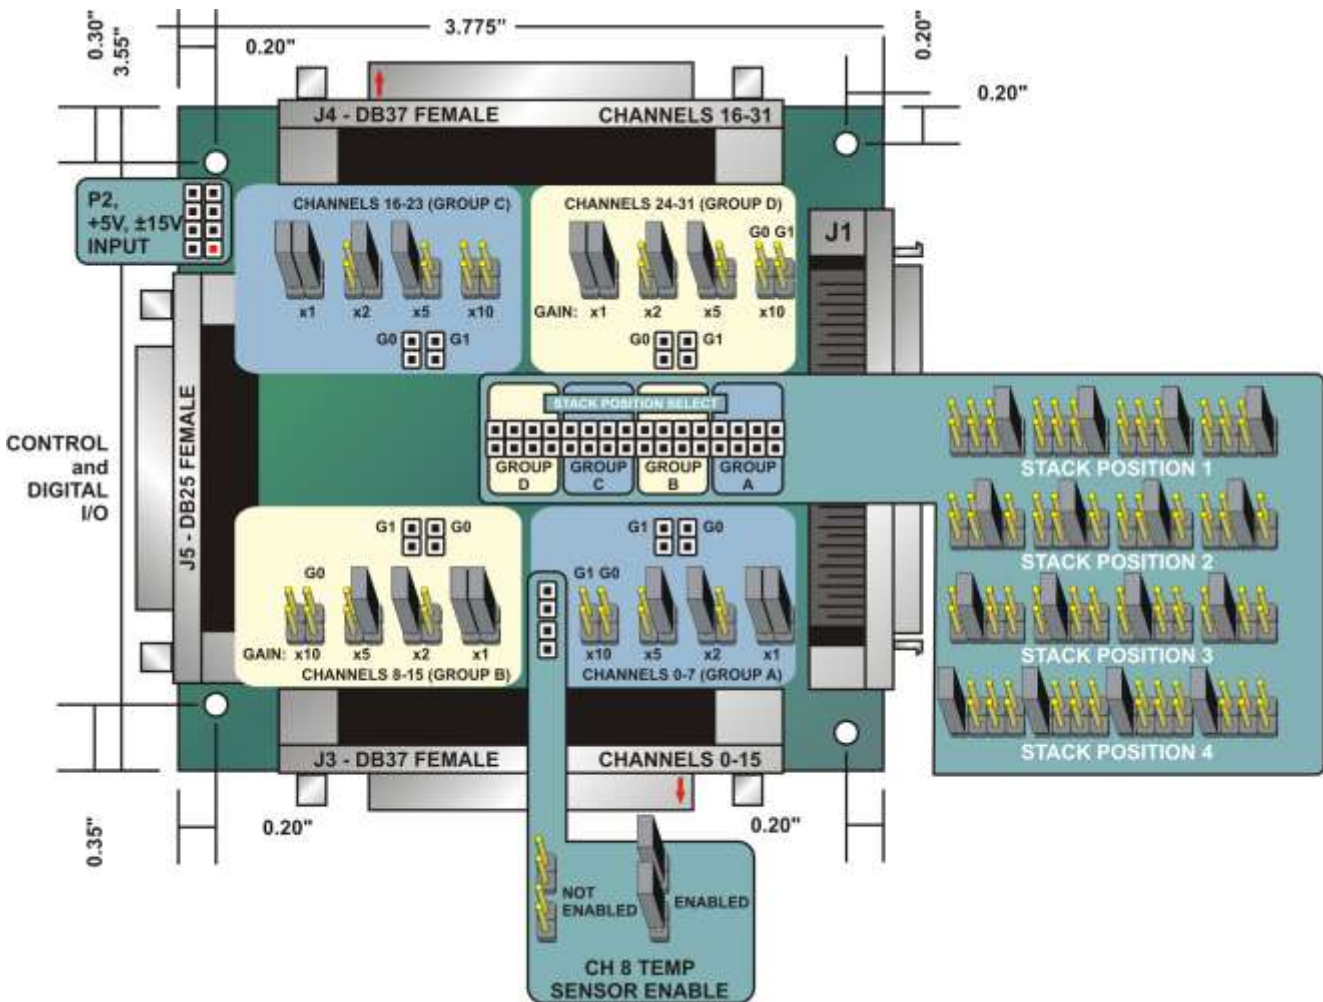 0.30"
3.55"
0.20"
3.775"
0.20"
0.20"
J4 - DB37 FEMALE CHANNELS 16-31
P2,
+5V, ±15V
INPUT
CHANNELS 16-23 (GROUP C)
x1 x2 x5 x10
G0 G1
CHANNELS 24-31 (GROUP D)
G0 G1
GAIN: x1 x2 x5 x10
G0 G1
J1
STACK POSITION SELECT
GROUP
D
GROUP
C
GROUP
B
GROUP
A
STACK POSITION 1
STACK POSITION 2
STACK POSITION 3
STACK POSITION 4
CONTROL
and
DIGITAL
I/O
J5 - DB25 FEMALE
G1 G0
G0
GAIN: x10 x5 x2 x1
CHANNELS 8-15 (GROUP B)
G1 G0
G1 G0
x10 x5 x2 x1
CHANNELS 0-7 (GROUP A)
J3 - DB37 FEMALE CHANNELS 0-15
0.35"
0.20"
0.20"
NOT
ENABLED
ENABLED
CH 8 TEMP
SENSOR ENABLE